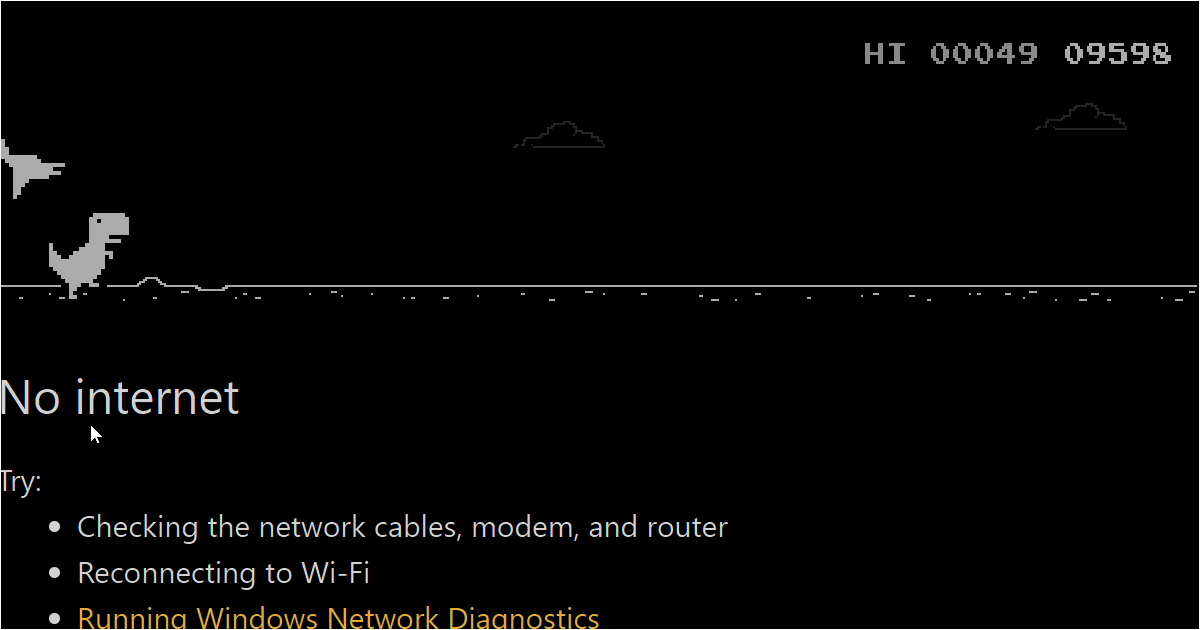 HI 00049 09598
No internet
Try:
Checking the network cables, modem, and router
Reconnecting to Wi-Fi
Running Windows Network Diagnostics